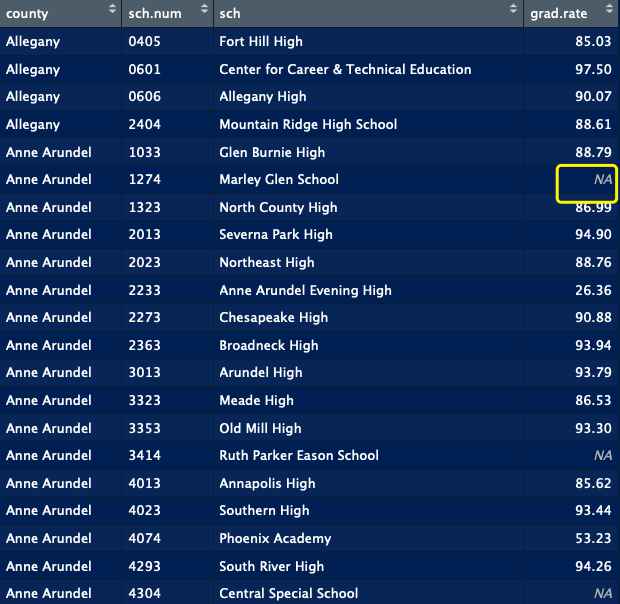 county sch.num sch grad.rate
Allegany 0405 Fort Hill High 85.03
Allegany 0601 Center for Career & Technical Education 97.50
Allegany 0606 Allegany High 90.07
Allegany 2404 Mountain Ridge High School 88.61
Anne Arundel 1033 Glen Burnie High 88.79
Anne Arundel 1274 Marley Glen School NA
Anne Arundel 1323 North County High 86.99
Anne Arundel 2013 Severna Park High 94.90
Anne Arundel 2023 Northeast High 88.76
Anne Arundel 2233 Anne Arundel Evening High 26.36
Anne Arundel 2273 Chesapeake High 90.88
Anne Arundel 2363 Broadneck High 93.94
Anne Arundel 3013 Arundel High 93.79
Anne Arundel 3323 Meade High 86.53
Anne Arundel 3353 Old Mill High 93.30
Anne Arundel 3414 Ruth Parker Eason School NA
Anne Arundel 4013 Annapolis High 85.62
Anne Arundel 4023 Southern High 93.44
Anne Arundel 4074 Phoenix Academy 53.23
Anne Arundel 4293 South River High 94.26
Anne Arundel 4304 Central Special School NA